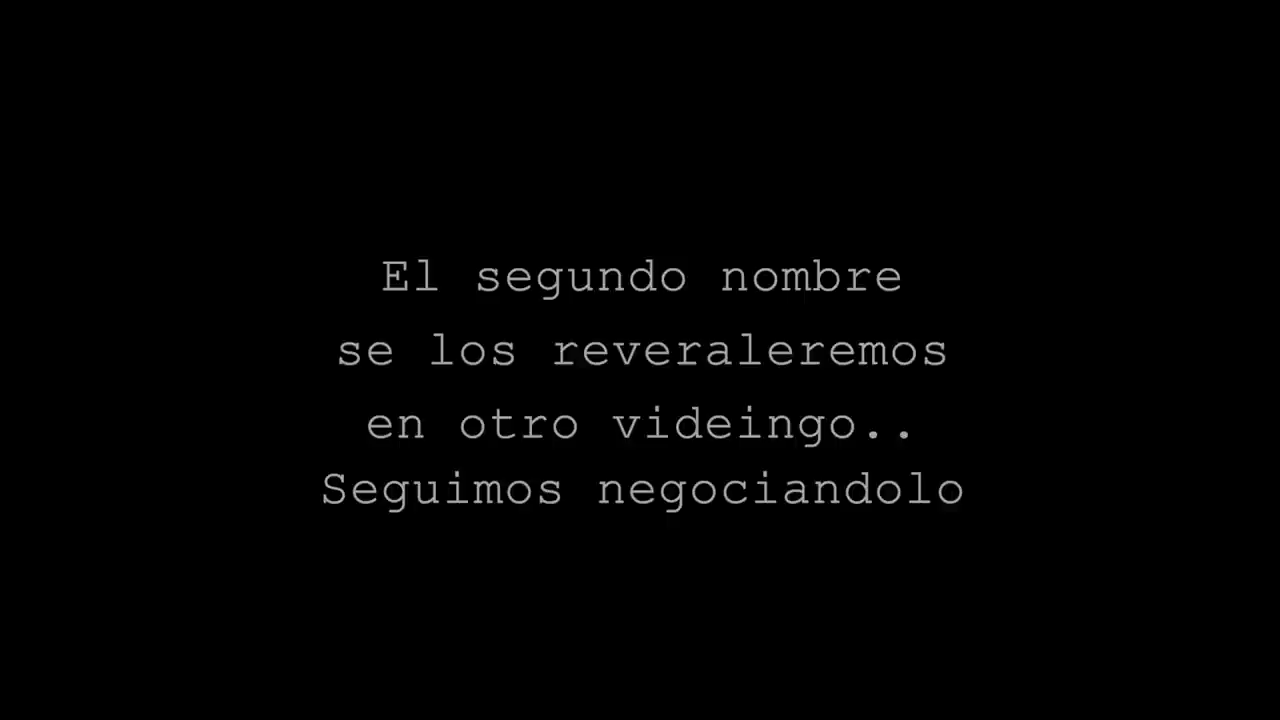 El segundo nombre
se los reveraleremos
en otro videingo..
Seguimos negociandolo